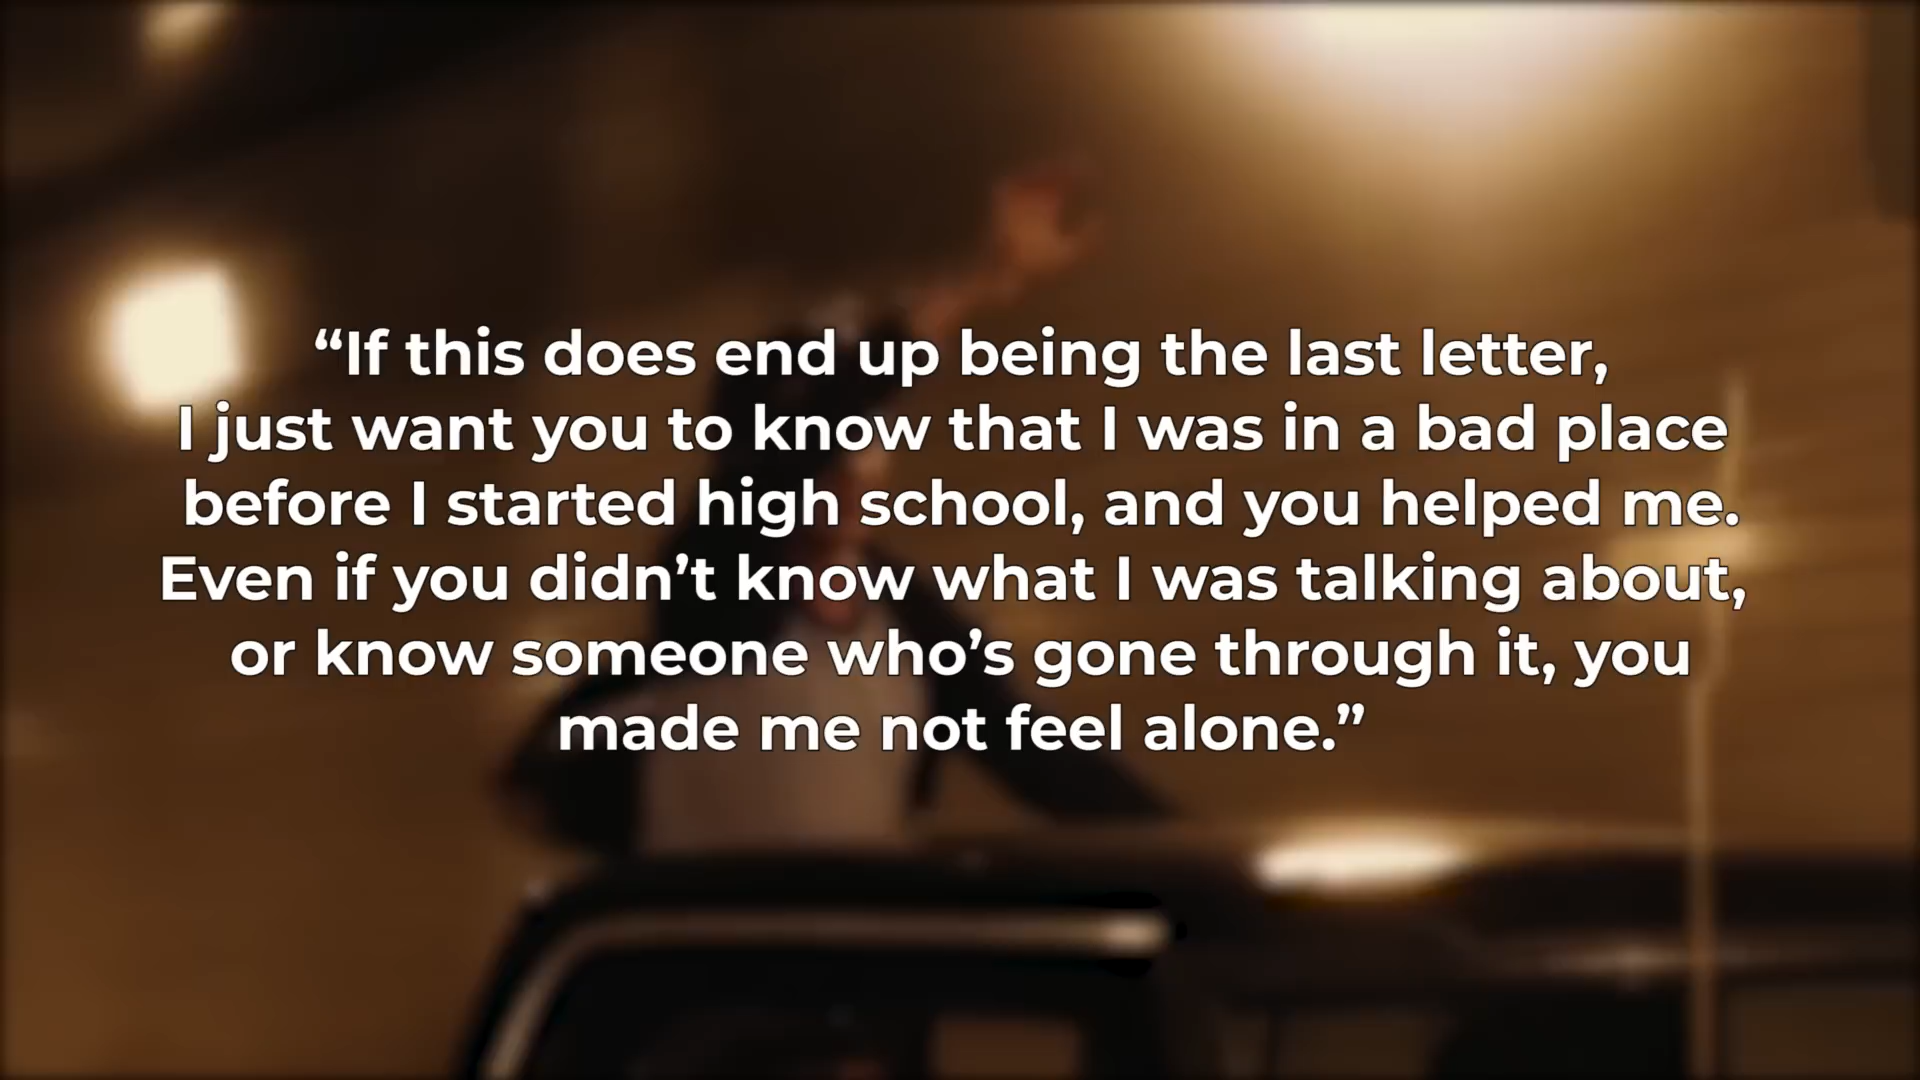 “If this does end up being the last letter,
I just want you to know that I was in a bad place
before I started high school, and you helped me.
Even if you didn’t know what I was talking about,
or know someone who’s gone through it, you
made me not feel alone.”